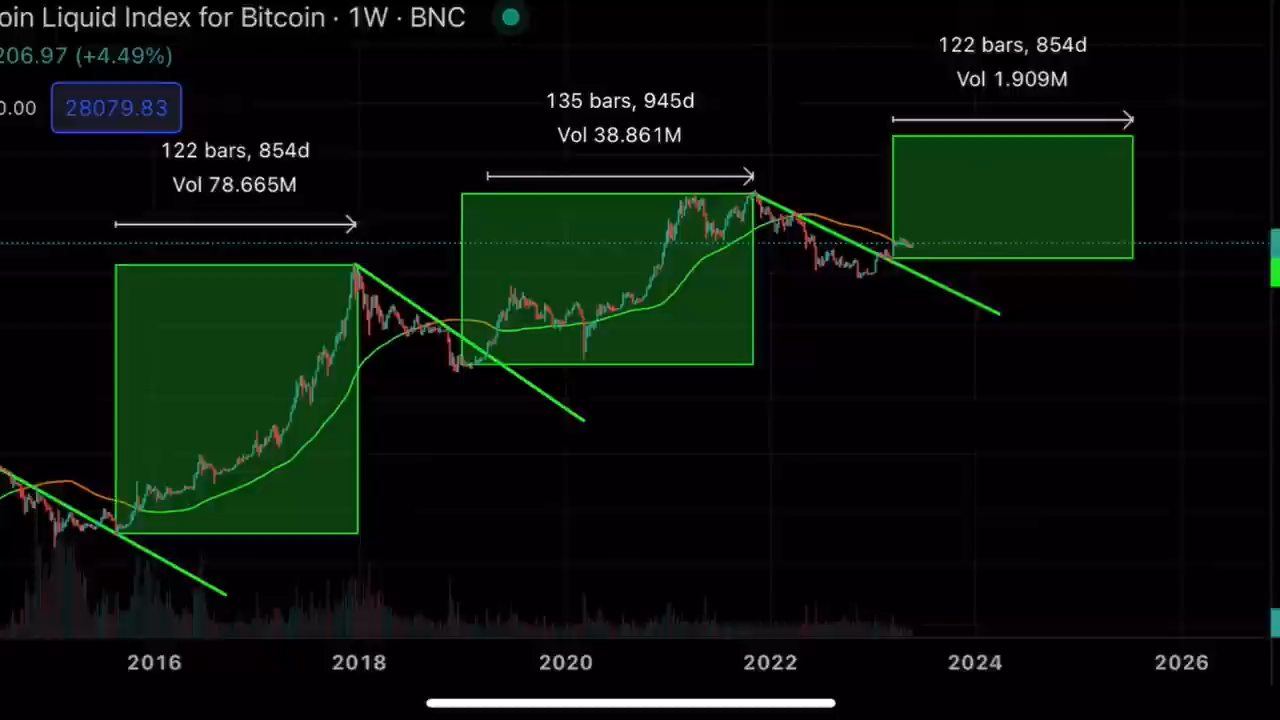 oin Liquid Index for Bitcoin · 1W · BNC
206.97 (+4.49%)
0.00 28079.83
122 bars, 854d
Vol 78.665M
135 bars, 945d
Vol 38.861M
122 bars, 854d
Vol 1.909M
2016 2018 2020 2022 2024 2026